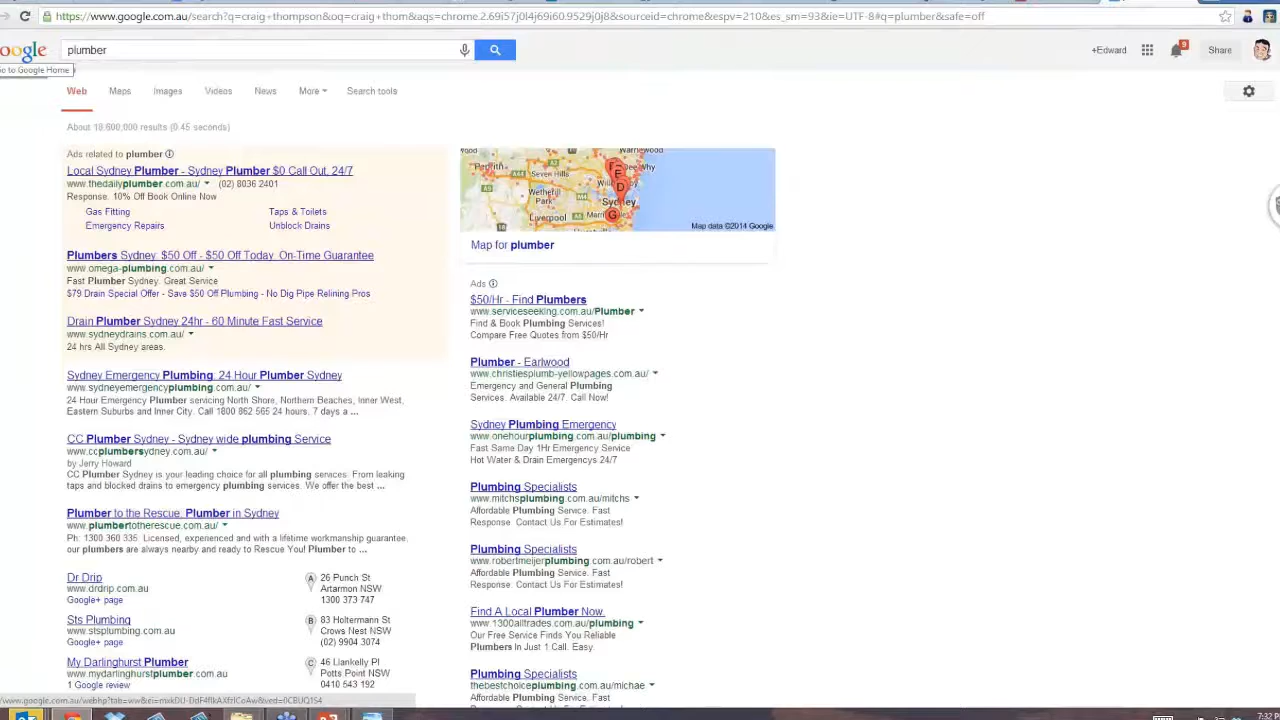 https://www.google.com.au/search?q=craig+thompson&oq=craig+thom&aqs=chrome.2.69i57j0l4j69i60.9529j0j8&sourceid=chrome&espv=210&es_sm=93&ie=UTF-8#q=plumber&safe=off
oogle
plumber
+Edward
9
Share
o to Google Home
Web Maps Images Videos News More Search tools
About 18,600,000 results (0.45 seconds)
Ads related to plumber
Local Sydney Plumber - Sydney Plumber $0 Call Out. 24/7
www.thedailyplumber.com.au/ (02) 8036 2401
Response. 10% Off Book Online Now
Gas Fitting Taps & Toilets
Emergency Repairs Unblock Drains
Plumbers Sydney. $50 Off - $50 Off Today. On-Time Guarantee
www.omega-plumbing.com.au/
Fast Plumber Sydney. Great Service
$79 Drain Special Offer - Save $50 Off Plumbing - No Dig Pipe Relining Pros
Drain Plumber Sydney 24hr - 60 Minute Fast Service
www.sydneydrains.com.au/
24 hrs All Sydney areas.
Sydney Emergency Plumbing. 24 Hour Plumber Sydney
www.sydneyemergencyplumbing.com.au/
24 Hour Emergency Plumber servicing North Shore, Northern Beaches, Inner West,
Eastern Suburbs and Inner City. Call 1800 862 565 24 hours. 7 days a ...
CC Plumber Sydney - Sydney wide plumbing Service
www.ccplumbersydney.com.au/
by Jerry Howard
CC Plumber Sydney is your leading choice for all plumbing services. From leaking
taps and blocked drains to emergency plumbing services. We offer the best ...
Plumber to the Rescue. Plumber in Sydney
www.plumbertotherescue.com.au/
Ph: 1300 360 335. Licensed, experienced and with a lifetime workmanship guarantee,
our plumbers are always nearby and ready to Rescue You! Plumber to ...
Dr Drip
www.drdrip.com.au
Google+ page
A 26 Punch St
Artarmon NSW
1300 373 747
Sts Plumbing
www.stsplumbing.com.au
Google+ page
B 83 Holtermann St
Crows Nest NSW
(02) 9904 3074
My Darlinghurst Plumber
www.mydarlinghurstplumber.com.au
1 Google review
C 46 Liankelly Pl
Potts Point NSW
0410 543 192
Penrith
Seven Hills
Dee Why
Wetherill
Park
Sydney
Liverpool
E
D
G
Map data ©2014 Google
Map for plumber
Ads
$50/Hr - Find Plumbers
www.serviceseeking.com.au/Plumber
Find & Book Plumbing Services!
Compare Free Quotes from $50/Hr
Plumber - Earlwood
www.christiesplumb-yellowpages.com.au/
Emergency and General Plumbing
Services. Available 24/7. Call Now!
Sydney Plumbing Emergency
www.onehourplumbing.com.au/plumbing
Fast Same Day 1Hr Emergency Service
Hot Water & Drain Emergencys 24/7
Plumbing Specialists
www.mitchsplumbing.com.au/mitchs
Affordable Plumbing Service. Fast
Response. Contact Us For Estimates!
Plumbing Specialists
www.robertmeijerplumbing.com.au/robert
Affordable Plumbing Service. Fast
Response. Contact Us For Estimates!
Find A Local Plumber Now.
www.1300alltrades.com.au/plumbing
Our Free Service Finds You Reliable
Plumbers In Just 1 Call. Easy.
Plumbing Specialists
thebestchoiceplumbing.com.au/michae
Affordable Plumbing Service. Fast
7:32 p